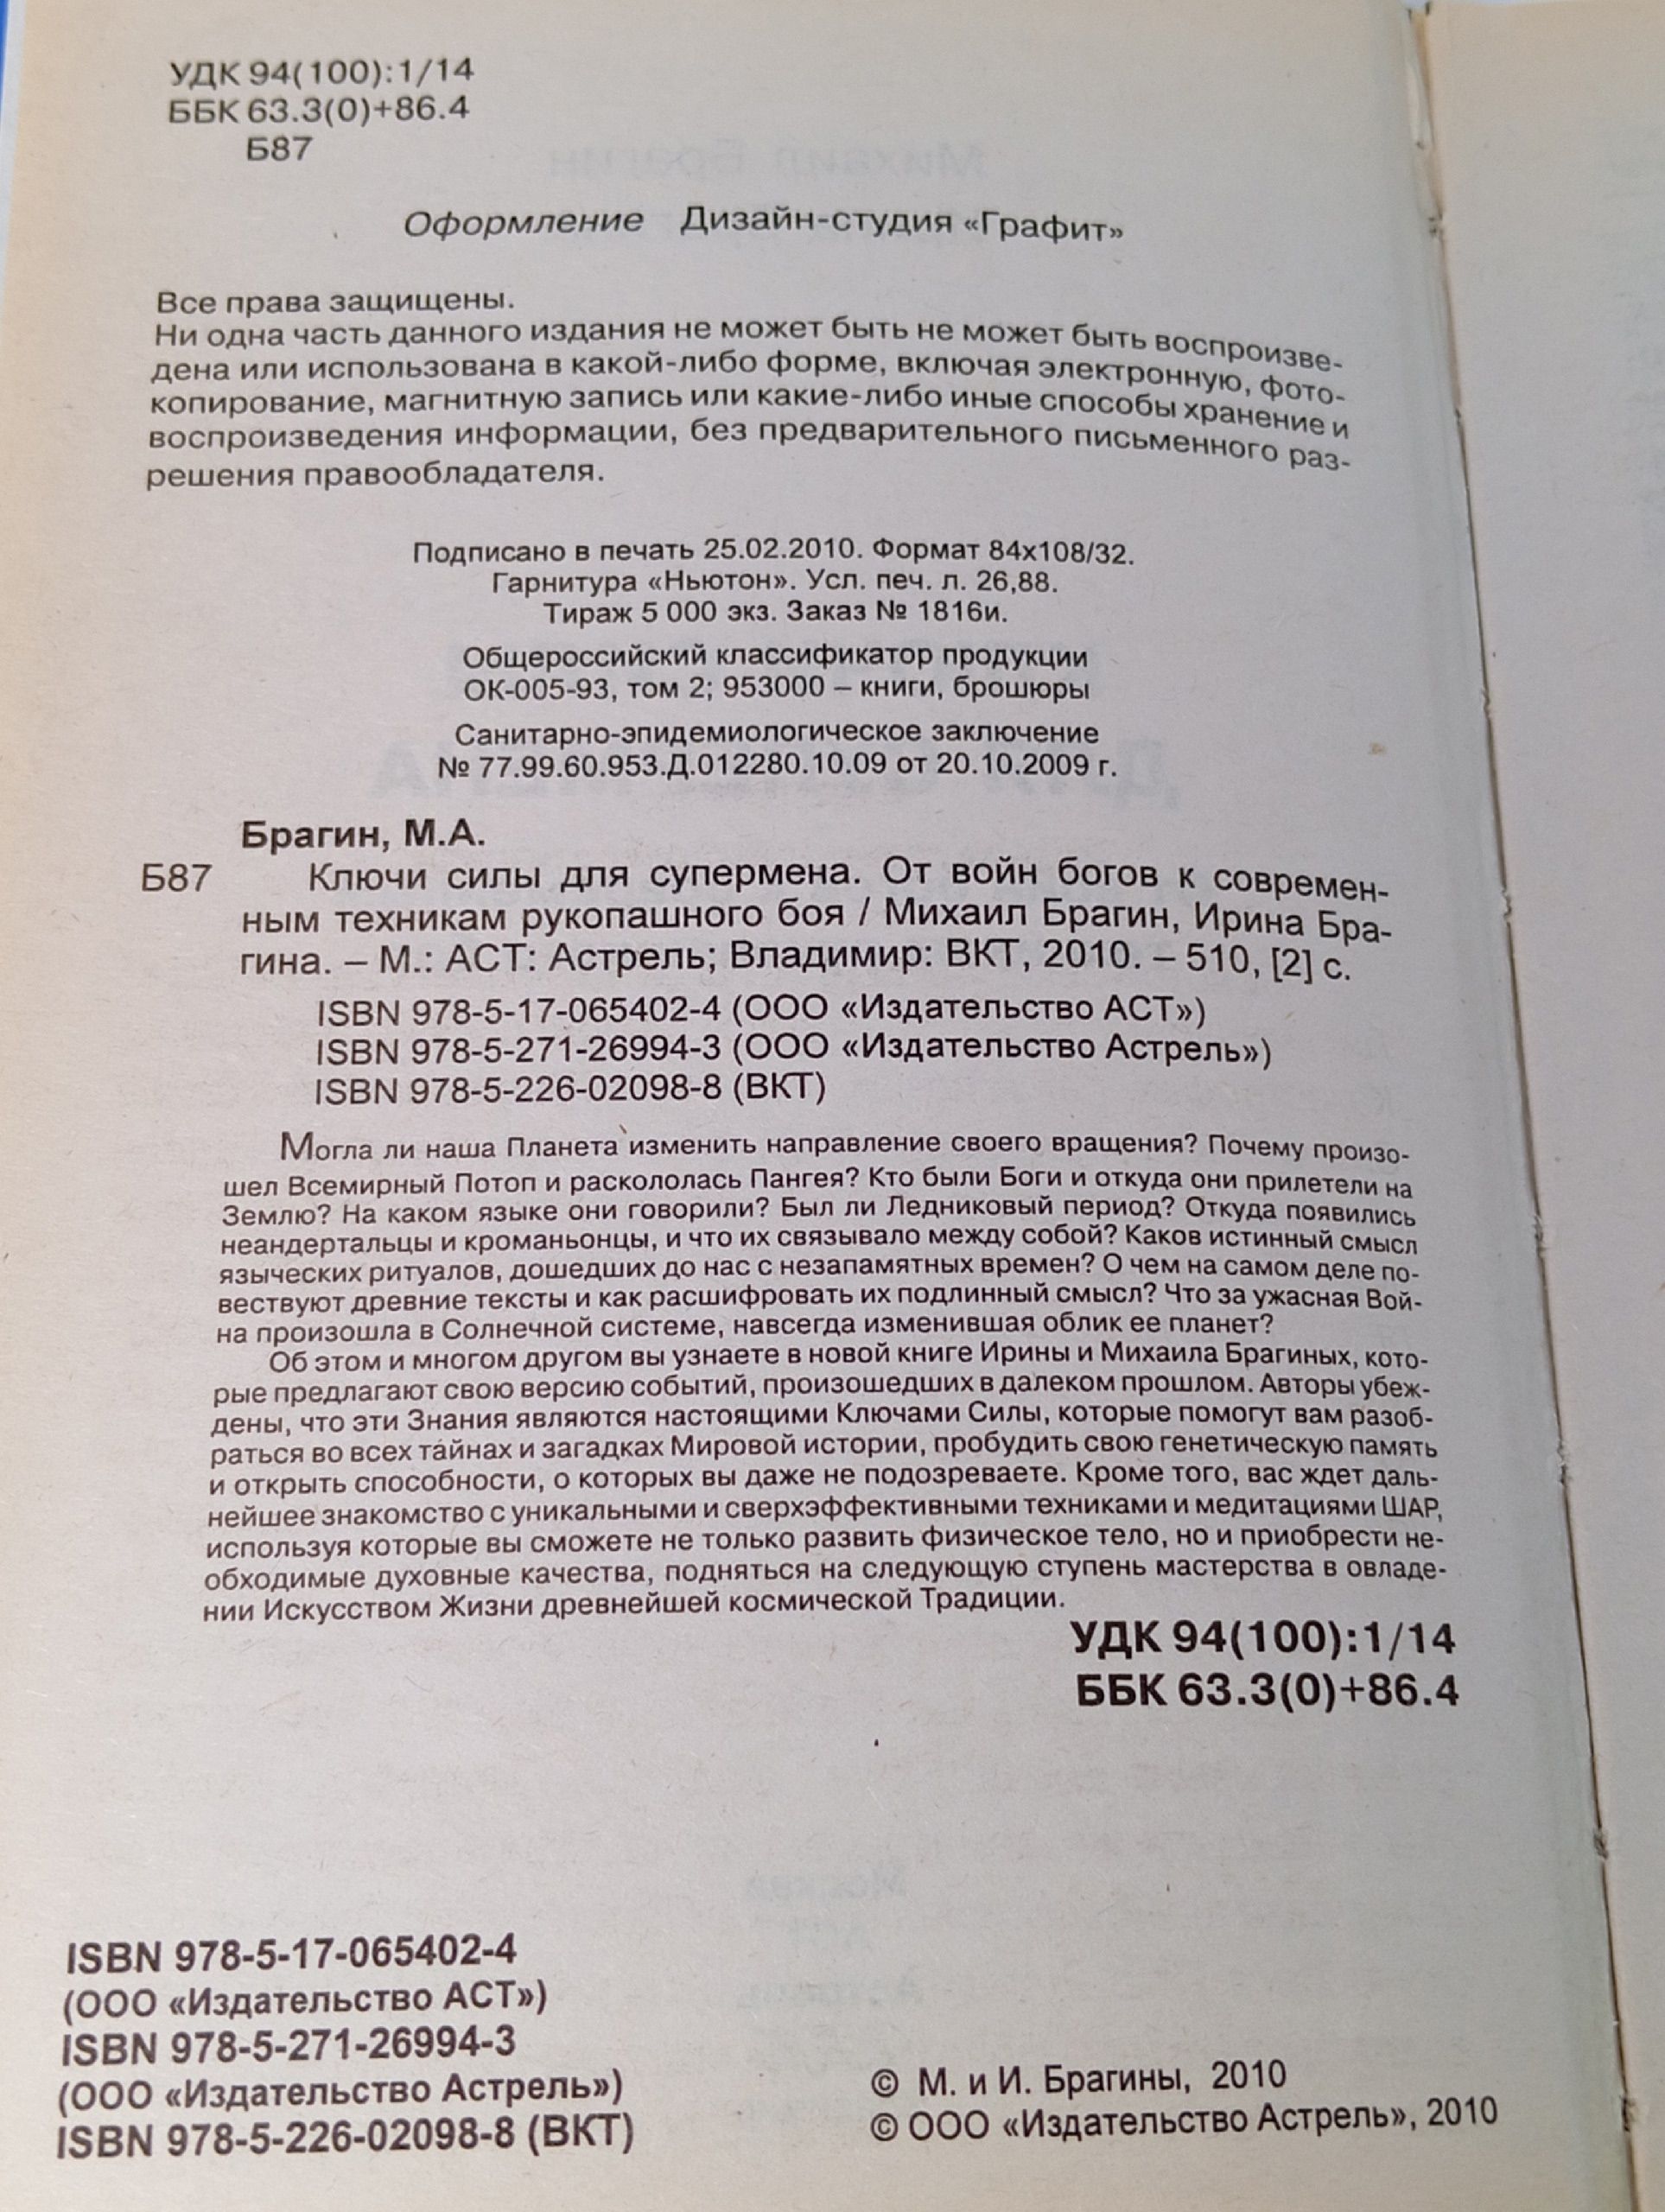 УДК 94(100):1/14
ББК 63.3(0)+86.4
Б87
Оформление Дизайн-студия «Графит»
Все права защищены.
Ни одна часть данного издания не может быть не может быть воспроизве-
дена или использована в какой-либо форме, включая электронную, фото-
копирование, магнитную запись или какие-либо иные способы хранение и
воспроизведения информации, без предварительного письменного раз-
решения правообладателя.
Подписано в печать 25.02.2010. Формат 84x108/32.
Гарнитура «Ньютон». Усл. печ. л. 26,88.
Тираж 5 000 экз. Заказ № 1816и.
Общероссийский классификатор продукции
ОК-005-93, том 2; 953000 – книги, брошюры
Санитарно-эпидемиологическое заключение
№ 77.99.60.953.Д.012280.10.09 от 20.10.2009 г.
Брагин, М.А.
Б87 Ключи силы для супермена. От войн богов к современ-
ным техникам рукопашного боя / Михаил Брагин, Ирина Бра-
гина. – М.: АСТ: Астрель; Владимир: ВКТ, 2010. – 510, [2] с.
ISBN 978-5-17-065402-4 (ООО «Издательство АСТ»)
ISBN 978-5-271-26994-3 (ООО «Издательство Астрель»)
ISBN 978-5-226-02098-8 (ВКТ)
Могла ли наша Планета изменить направление своего вращения? Почему произо-
шел Всемирный Потоп и раскололась Пангея? Кто были Боги и откуда они прилетели на
Землю? На каком языке они говорили? Был ли Ледниковый период? Откуда появились
неандертальцы и кроманьонцы, и что их связывало между собой? Каков истинный смысл
языческих ритуалов, дошедших до нас с незапамятных времен? О чем на самом деле по-
вествуют древние тексты и как расшифровать их подлинный смысл? Что за ужасная Вой-
на произошла в Солнечной системе, навсегда изменившая облик ее планет?
Об этом и многом другом вы узнаете в новой книге Ирины и Михаила Брагиных, кото-
рые предлагают свою версию событий, произошедших в далеком прошлом. Авторы убеж-
дены, что эти Знания являются настоящими Ключами Силы, которые помогут вам разоб-
раться во всех тайнах и загадках Мировой истории, пробудить свою генетическую память
и открыть способности, о которых вы даже не подозреваете. Кроме того, вас ждет даль-
нейшее знакомство с уникальными и сверхэффективными техниками и медитациями ШАР,
используя которые вы сможете не только развить физическое тело, но и приобрести не-
обходимые духовные качества, подняться на следующую ступень мастерства в овладе-
нии Искусством Жизни древнейшей космической Традиции.
УДК 94(100):1/14
ББК 63.3(0)+86.4
ISBN 978-5-17-065402-4
(ООО «Издательство АСТ»)
ISBN 978-5-271-26994-3
(ООО «Издательство Астрель»)
ISBN 978-5-226-02098-8 (ВКТ)
© М. и И. Брагины, 2010
© ООО «Издательство Астрель», 2010